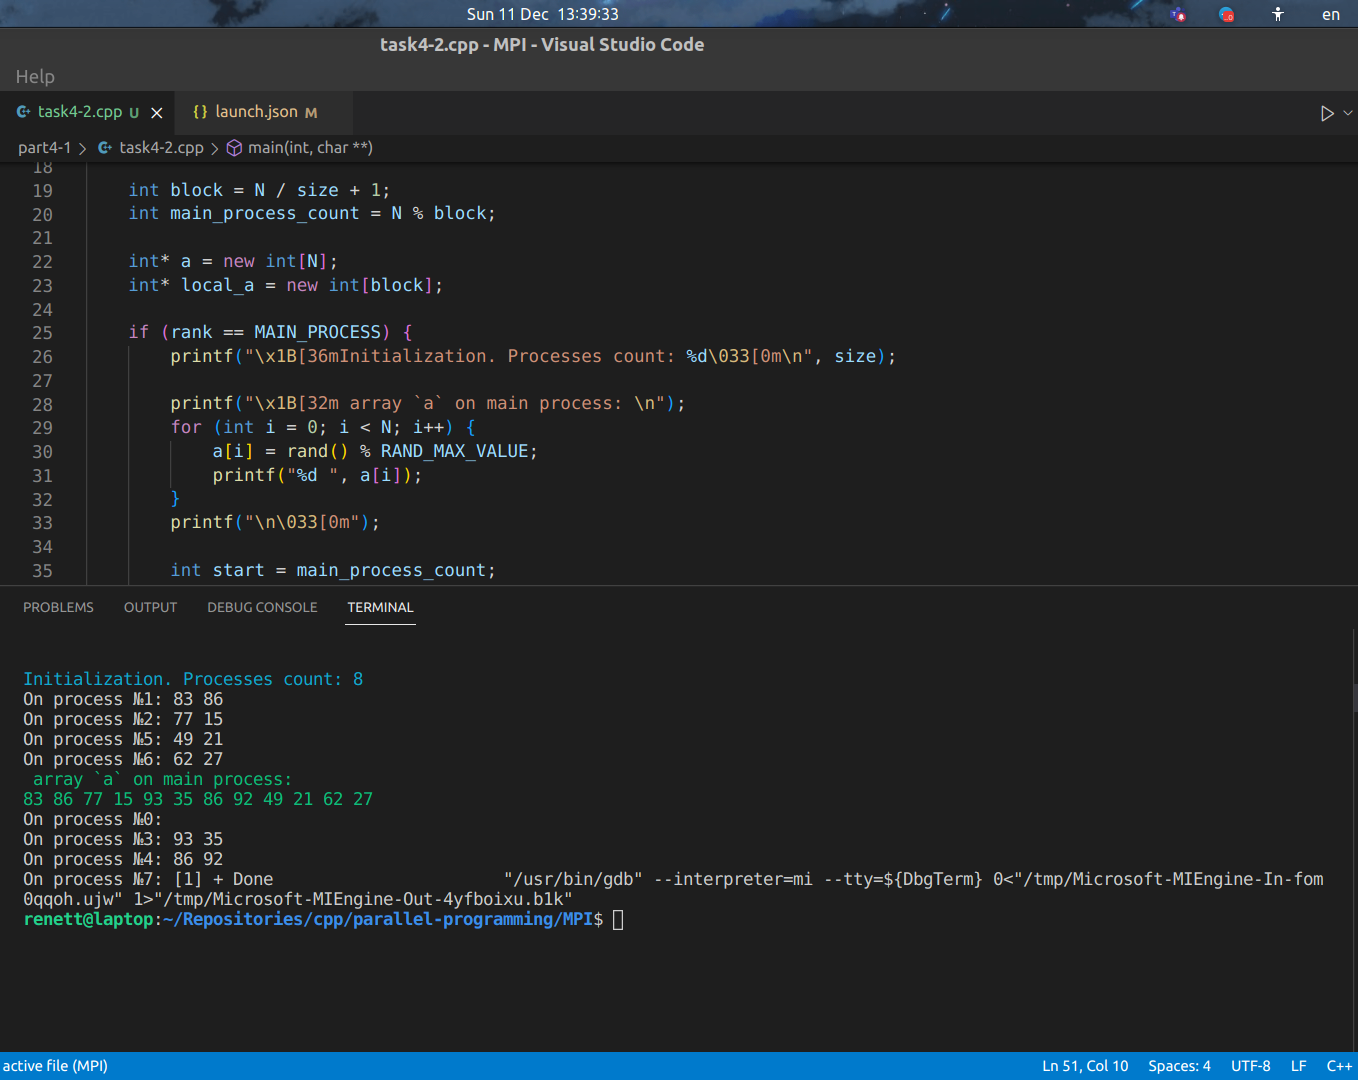 Sun 11 Dec 13:39:33
en
task4-2.cpp - MPI - Visual Studio Code
Help
task4-2.cpp U
{} launch.json M
part4-1 > task4-2.cpp > main(int, char **)
18
19 int block = N / size + 1;
20 int main_process_count = N % block;
21
22 int* a = new int[N];
23 int* local_a = new int[block];
24
25 if (rank == MAIN_PROCESS) {
26 printf("\x1B[36mInitialization. Processes count: %d\033[0m\n", size);
27
28 printf("\x1B[32m array `a` on main process: \n");
29 for (int i = 0; i < N; i++) {
30 a[i] = rand() % RAND_MAX_VALUE;
31 printf("%d ", a[i]);
32 }
33 printf("\n\033[0m");
34
35 int start = main_process_count;
PROBLEMS OUTPUT DEBUG CONSOLE TERMINAL
Initialization. Processes count: 8
On process №1: 83 86
On process №2: 77 15
On process №5: 49 21
On process №6: 62 27
array `a` on main process:
83 86 77 15 93 35 86 92 49 21 62 27
On process №0:
On process №3: 93 35
On process №4: 86 92
On process №7: [1] + Done "/usr/bin/gdb" --interpreter=mi --tty=${DbgTerm} 0<"/tmp/Microsoft-MIEngine-In-fom
0qqoh.ujw" 1>"/tmp/Microsoft-MIEngine-Out-4yfboixu.b1k"
renett@laptop:~/Repositories/cpp/parallel-programming/MPI$
active file (MPI)
Ln 51, Col 10 Spaces: 4 UTF-8 LF C++